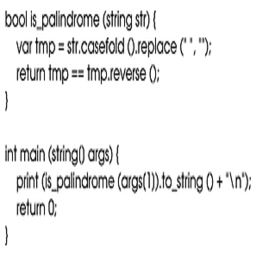 bool is_palindrome (string str) {
var tmp = str.casefold ().replace (" ", "");
return tmp == tmp.reverse ();
}
int main (string() args) {
print (is_palindrome (args(1)).to_string () + "\n");
return 0;
}